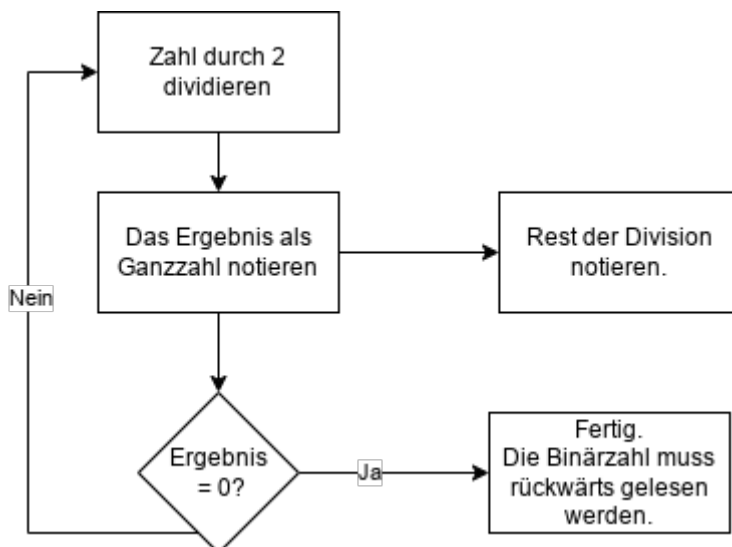 Zahl durch 2
dividieren
Das Ergebnis als
Ganzzahl notieren
Rest der Division
notieren.
Nein
Ergebnis
= 0?
Ja
Fertig.
Die Binärzahl muss
rückwärts gelesen
werden.